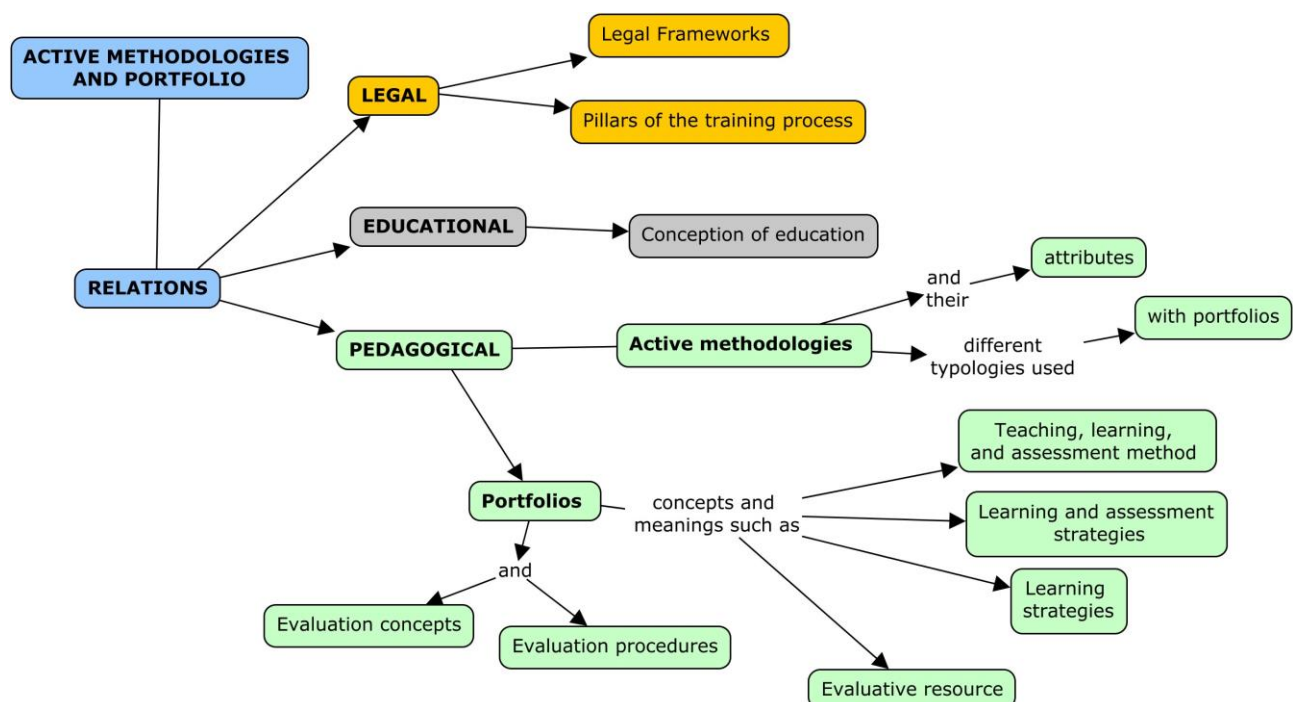 ACTIVE METHODOLOGIES
AND PORTFOLIO
Legal Frameworks
LEGAL
Pillars of the training process
EDUCATIONAL
Conception of education
RELATIONS
attributes
and
their
with portfolios
PEDAGOGICAL
Active methodologies
different
typologies used
Teaching, learning,
and assessment method
Portfolios
concepts and
meanings such as
Learning and assessment
strategies
Learning
strategies
and
Evaluation concepts
Evaluation procedures
Evaluative resource